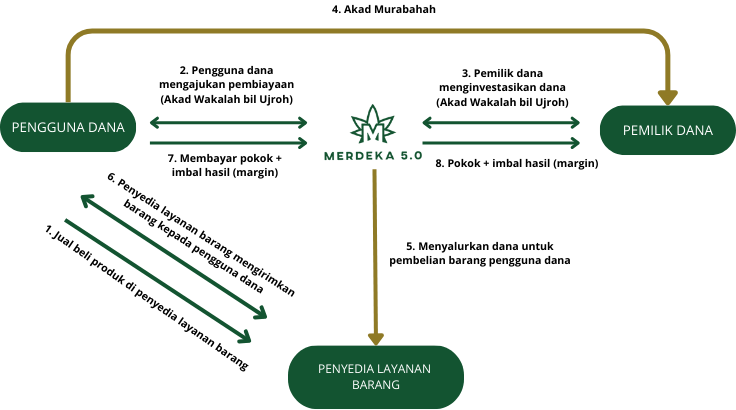 4. Akad Murabahah
2. Pengguna dana
mengajukan pembiayaan
(Akad Wakalah bil Ujroh)
3. Pemilik dana
menginvestasikan dana
(Akad Wakalah bil Ujroh)
PENGGUNA DANA
MERDEKA 5.0
PEMILIK DANA
7. Membayar pokok +
imbal hasil (margin)
8. Pokok + imbal hasil (margin)
6. Penyedia layanan barang mengirimkan
barang kepada pengguna dana
1. Jual beli produk di penyedia layanan barang
5. Menyalurkan dana untuk
pembelian barang pengguna dana
PENYEDIA LAYANAN
BARANG